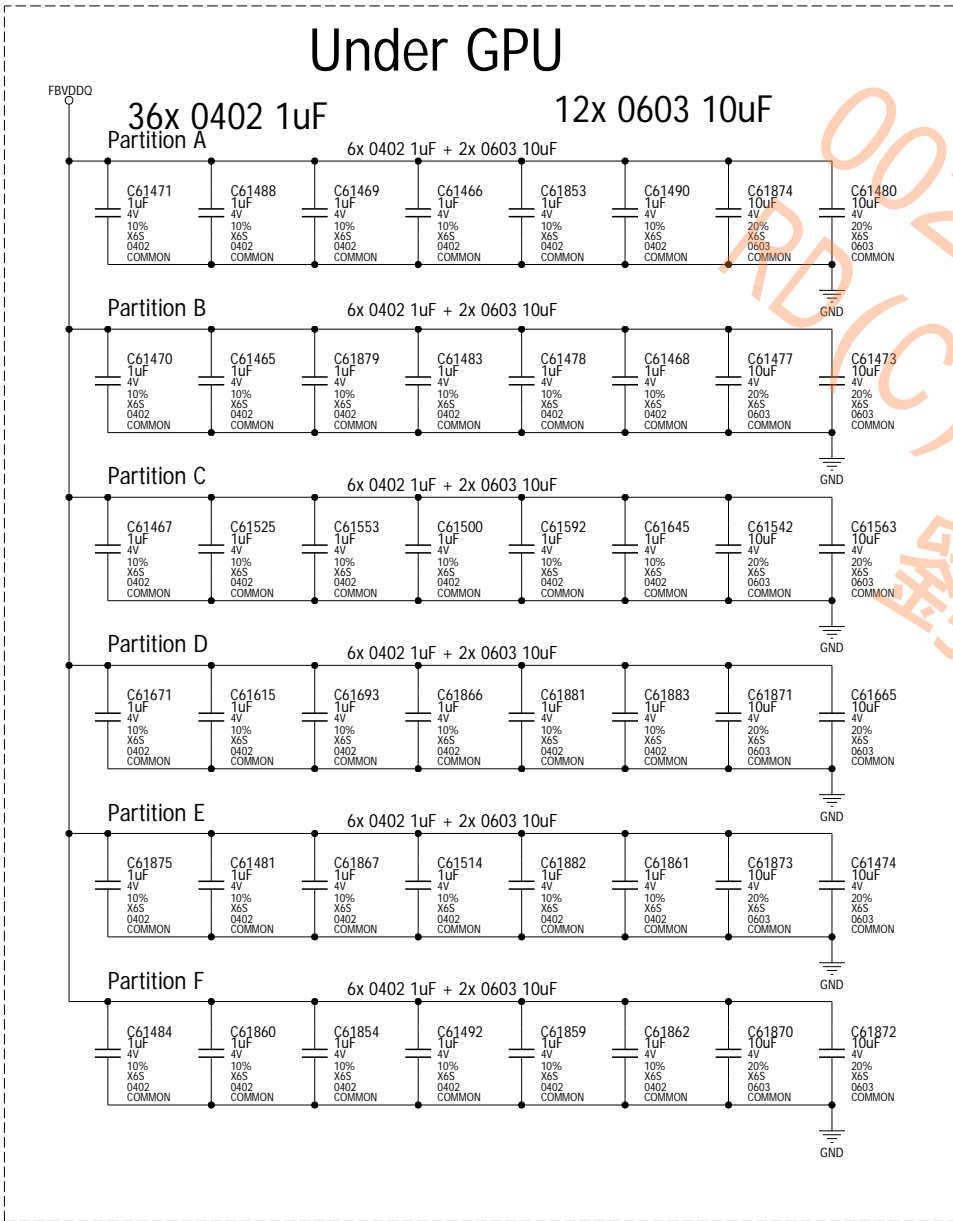 Under GPU
FBVDDQ
36x 0402 1uF
12x 0603 10uF
Partition A
6x 0402 1uF + 2x 0603 10uF
C61471 C61488 C61469 C61466 C61853 C61490 C61874 C61480
1uF 1uF 1uF 1uF 1uF 1uF 10uF 10uF
4V 4V 4V 4V 4V 4V 4V 4V
10% 10% 10% 10% 10% 10% 20% 20%
X6S X6S X6S X6S X6S X6S X6S X6S
0402 0402 0402 0402 0402 0402 0603 0603
COMMON COMMON COMMON COMMON COMMON COMMON COMMON COMMON
GND
Partition B
6x 0402 1uF + 2x 0603 10uF
C61470 C61465 C61879 C61483 C61478 C61468 C61477 C61473
1uF 1uF 1uF 1uF 1uF 1uF 10uF 10uF
4V 4V 4V 4V 4V 4V 4V 4V
10% 10% 10% 10% 10% 10% 20% 20%
X6S X6S X6S X6S X6S X6S X6S X6S
0402 0402 0402 0402 0402 0402 0603 0603
COMMON COMMON COMMON COMMON COMMON COMMON COMMON COMMON
GND
Partition C
6x 0402 1uF + 2x 0603 10uF
C61467 C61525 C61553 C61500 C61592 C61645 C61542 C61563
1uF 1uF 1uF 1uF 1uF 1uF 10uF 10uF
4V 4V 4V 4V 4V 4V 4V 4V
10% 10% 10% 10% 10% 10% 20% 20%
X6S X6S X6S X6S X6S X6S X6S X6S
0402 0402 0402 0402 0402 0402 0603 0603
COMMON COMMON COMMON COMMON COMMON COMMON COMMON COMMON
GND
Partition D
6x 0402 1uF + 2x 0603 10uF
C61671 C61615 C61693 C61866 C61881 C61883 C61871 C61665
1uF 1uF 1uF 1uF 1uF 1uF 10uF 10uF
4V 4V 4V 4V 4V 4V 4V 4V
10% 10% 10% 10% 10% 10% 20% 20%
X6S X6S X6S X6S X6S X6S X6S X6S
0402 0402 0402 0402 0402 0402 0603 0603
COMMON COMMON COMMON COMMON COMMON COMMON COMMON COMMON
GND
Partition E
6x 0402 1uF + 2x 0603 10uF
C61875 C61481 C61867 C61514 C61882 C61861 C61873 C61474
1uF 1uF 1uF 1uF 1uF 1uF 10uF 10uF
4V 4V 4V 4V 4V 4V 4V 4V
10% 10% 10% 10% 10% 10% 20% 20%
X6S X6S X6S X6S X6S X6S X6S X6S
0402 0402 0402 0402 0402 0402 0603 0603
COMMON COMMON COMMON COMMON COMMON COMMON COMMON COMMON
GND
Partition F
6x 0402 1uF + 2x 0603 10uF
C61484 C61860 C61854 C61492 C61859 C61862 C61870 C61872
1uF 1uF 1uF 1uF 1uF 1uF 10uF 10uF
4V 4V 4V 4V 4V 4V 4V 4V
10% 10% 10% 10% 10% 10% 20% 20%
X6S X6S X6S X6S X6S X6S X6S X6S
0402 0402 0402 0402 0402 0402 0603 0603
COMMON COMMON COMMON COMMON COMMON COMMON COMMON COMMON
GND
002
RD(C)